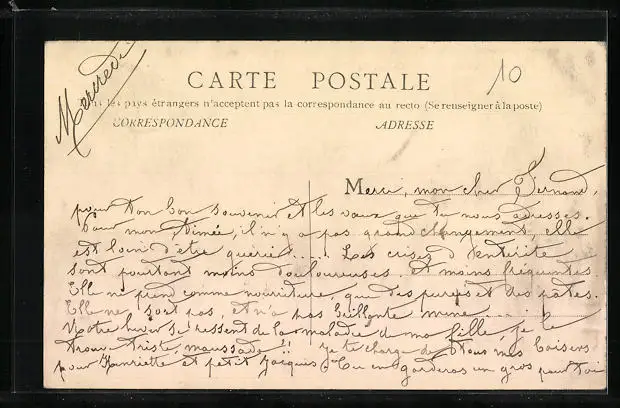 Mercredi
10
CARTE POSTALE
les pays étrangers n'acceptent pas la correspondance au recto (Se renseigner à la poste)
CORRESPONDANCE
ADRESSE
Merci, mon cher Fernand,
pour ton bon souvenir et les vœux que tu nous adresses.
Pour mon Aimée, il n'y a pas grand changement, elle
est loin d'être guérie.... Les crises d'entérite
sont pourtant moins douloureuses et moins fréquentes
Elle ne prend comme nourriture, que des purées et des pâtes.
Elle ne sort pas, et n'a pas brillante mine
Notre hiver se ressent de la maladie de ma fille, je le
trouve triste, maussade!! Je te charge de tous mes baisers
pour Henriette et petit Jacquis. Tu en garderas un gros pour toi